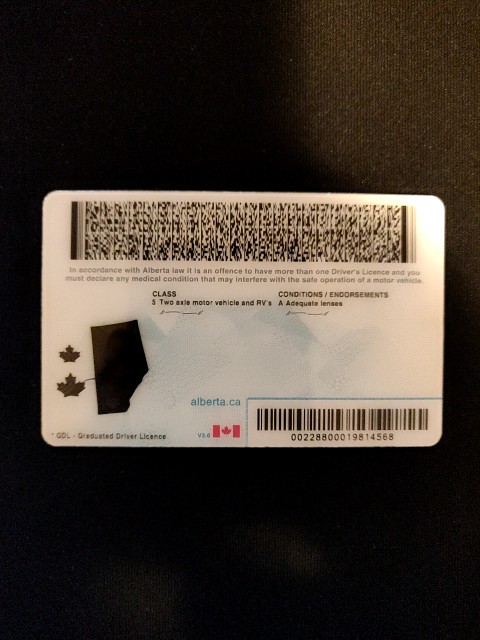 In accordance with Alberta law it is an offence to have more than one Driver's Licence and you
must declare any medical condition that may interfere with the safe operation of a motor vehicle.
CLASS
5 Two axle motor vehicle and RV's
CONDITIONS / ENDORSEMENTS
A Adequate lenses
alberta.ca
* GDL - Graduated Driver Licence
V3.6
00228800019814568